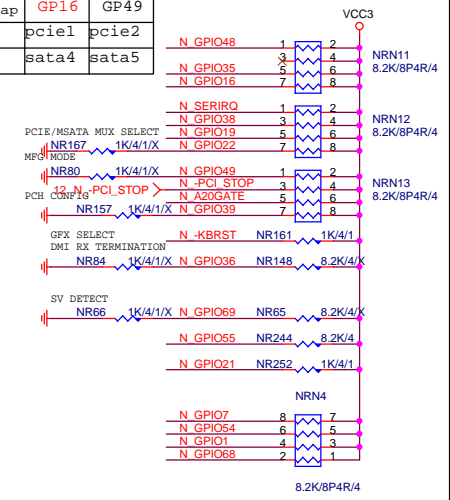 ap GP16 GP49
pcie1 pcie2
sata4 sata5
VCC3
N_GPIO48 1 2
3 4 NRN11
N_GPIO35 5 6 8.2K/8P4R/4
N_GPIO16 7 8
N_SERIRQ 1 2
N_GPIO38 3 4 NRN12
PCIE/MSATA MUX SELECT N_GPIO19 5 6 8.2K/8P4R/4
NR167 1K/4/1/X N_GPIO22 7 8
MFG MODE
NR80 1K/4/1/X N_GPIO49 1 2
12 N_-PCI_STOP N_-PCI_STOP 3 4 NRN13
PCH CONFIG N_A20GATE 5 6 8.2K/8P4R/4
NR157 1K/4/1/X N_GPIO39 7 8
GFX SELECT N_-KBRST NR161 1K/4/1
DMI RX TERMINATION
NR84 1K/4/1/X N_GPIO36 NR148 8.2K/4/X
SV DETECT
NR66 1K/4/1/X N_GPIO69 NR65 8.2K/4/X
N_GPIO55 NR244 8.2K/4
N_GPIO21 NR252 1K/4/1
NRN4
N_GPIO7 8 7
N_GPIO54 6 5
N_GPIO1 4 3
N_GPIO68 2 1
8.2K/8P4R/4